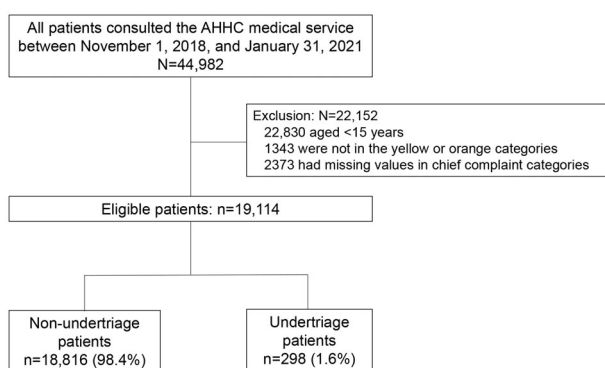 All patients consulted the AHHC medical service
between November 1, 2018, and January 31, 2021
N=44,982
Exclusion: N=22,152
22,830 aged <15 years
1343 were not in the yellow or orange categories
2373 had missing values in chief complaint categories
Eligible patients: n=19,114
Non-undertriage
patients
n=18,816 (98.4%)
Undertriage
patients
n=298 (1.6%)